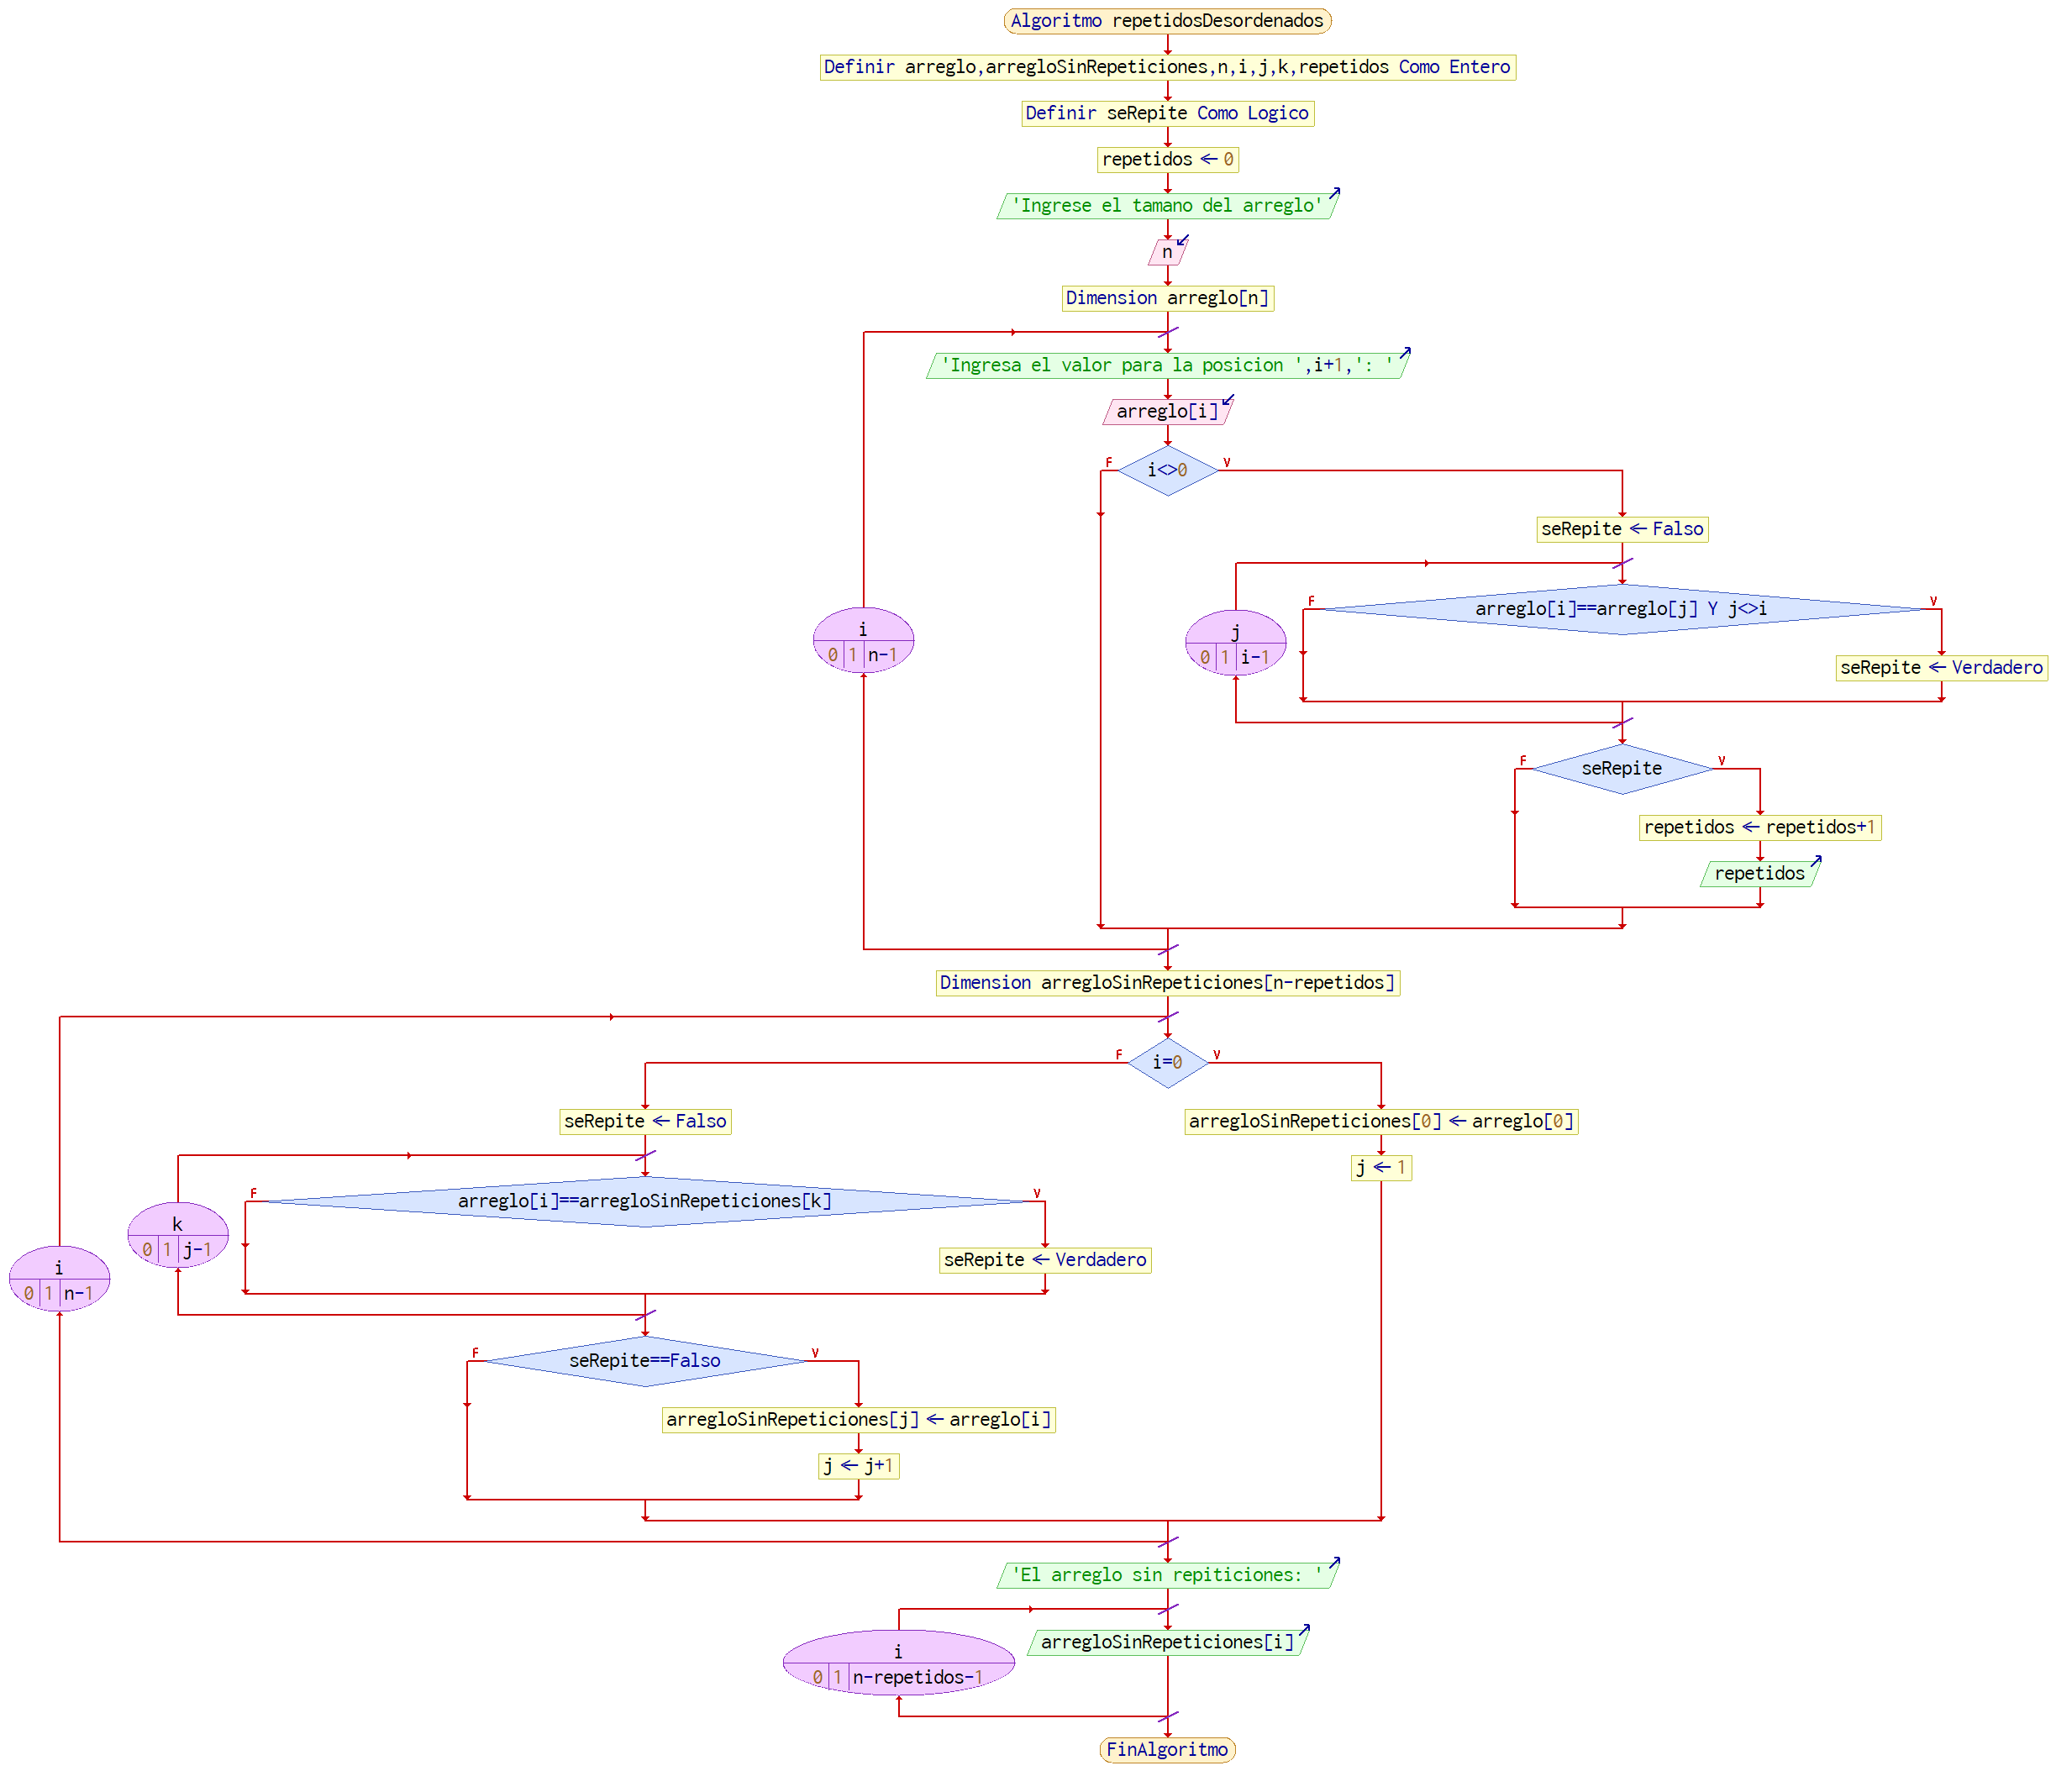 Algoritmo repetidosDesordenados
Definir arreglo,arregloSinRepeticiones,n,i,j,k,repetidos Como Entero
Definir seRepite Como Logico
repetidos ← 0
'Ingrese el tamano del arreglo'
n
Dimension arreglo[n]
'Ingresa el valor para la posicion ',i+1,': '
arreglo[i]
i<>0
F
V
seRepite ← Falso
i
0 1 n-1
j
0 1 i-1
arreglo[i]==arreglo[j] Y j<>i
F
V
seRepite ← Verdadero
seRepite
F
V
repetidos ← repetidos+1
repetidos
Dimension arregloSinRepeticiones[n-repetidos]
i=0
F
V
seRepite ← Falso
arregloSinRepeticiones[0] ← arreglo[0]
j ← 1
i
0 1 n-1
k
0 1 j-1
arreglo[i]==arregloSinRepeticiones[k]
F
V
seRepite ← Verdadero
seRepite==Falso
F
V
arregloSinRepeticiones[j] ← arreglo[i]
j ← j+1
'El arreglo sin repiticiones: '
i
0 1 n-repetidos-1
arregloSinRepeticiones[i]
FinAlgoritmo